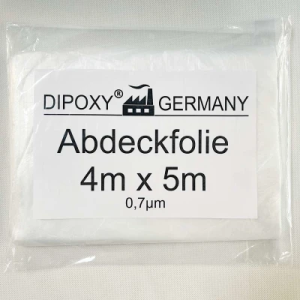 DIPOXY® GERMANY
Abdeckfolie
4m x 5m
0,7µm